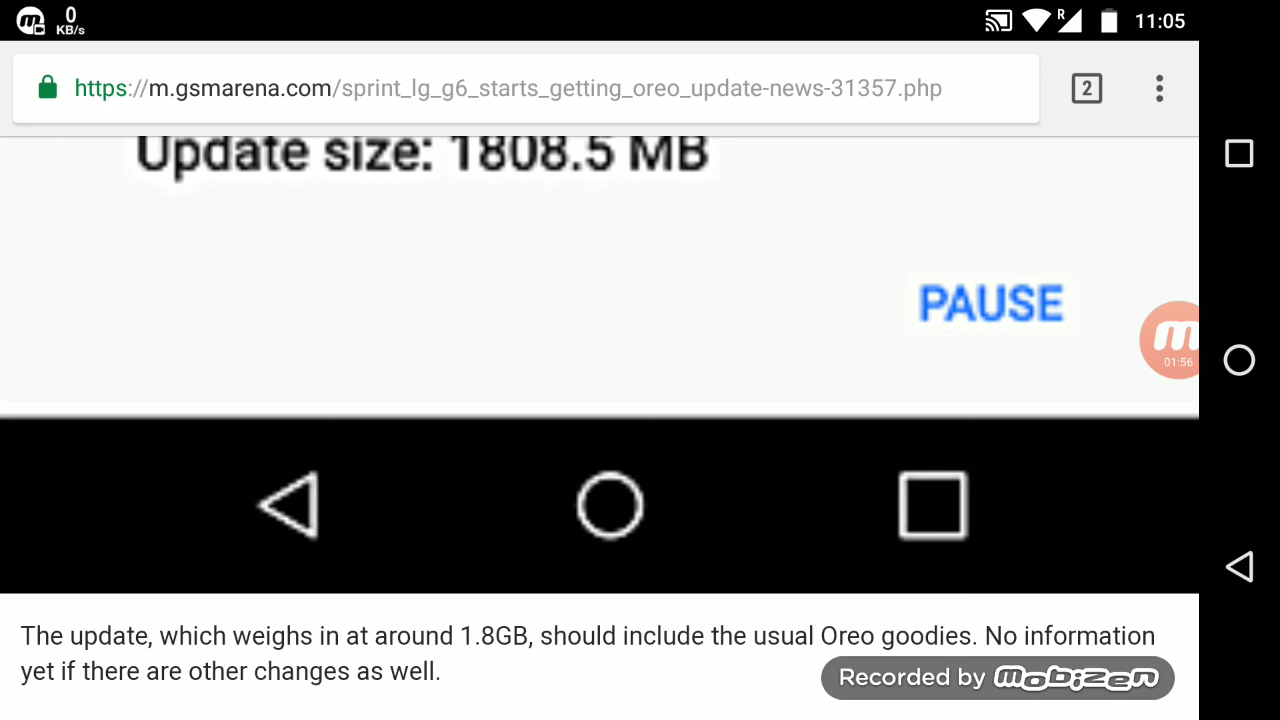 0
KB/s
R
11:05
https://m.gsmarena.com/sprint_lg_g6_starts_getting_oreo_update-news-31357.php
2
Update size: 1808.5 MB
PAUSE
m
01:56
The update, which weighs in at around 1.8GB, should include the usual Oreo goodies. No information
yet if there are other changes as well.
Recorded by mobizen